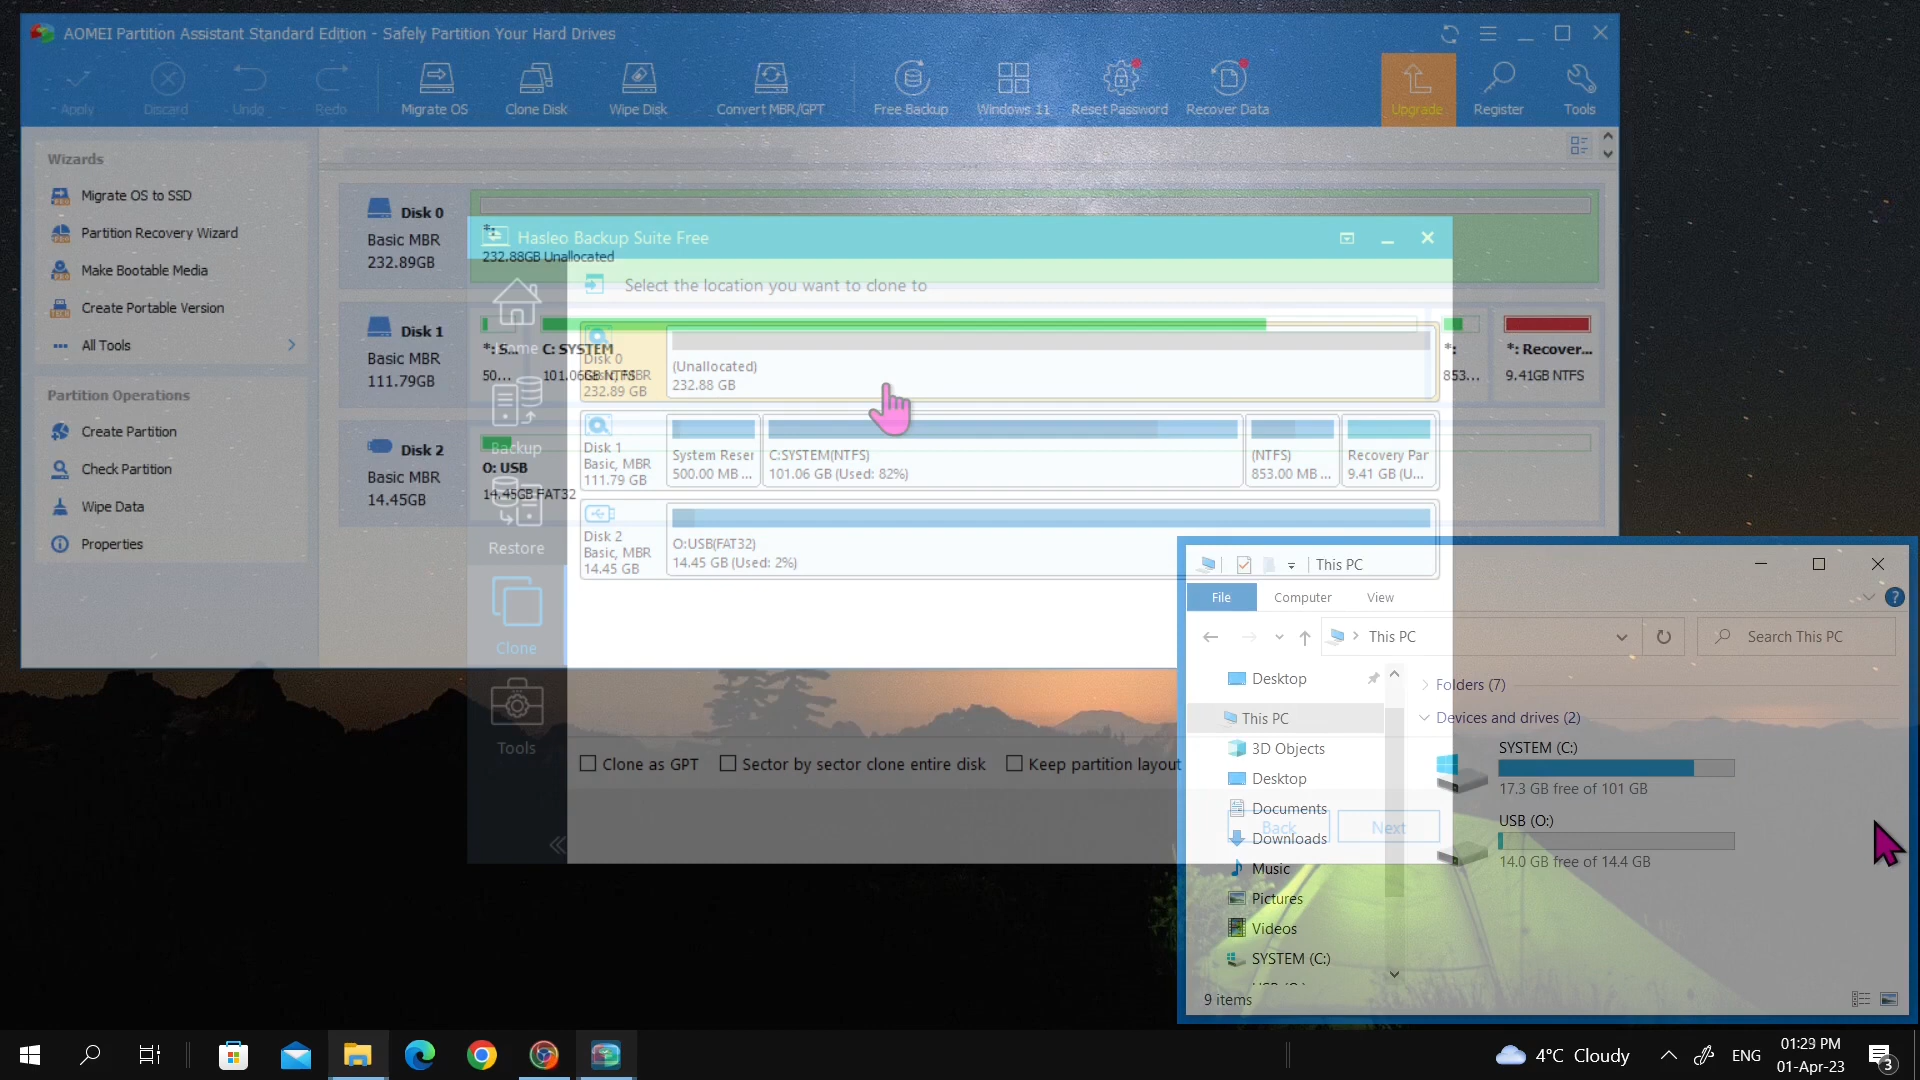 AOMEI Partition Assistant Standard Edition - Safely Partition Your Hard Drives
Apply
Discard
Undo
Redo
Migrate OS
Clone Disk
Wipe Disk
Convert MBR/GPT
Free Backup
Windows 11
Reset Password
Recover Data
Upgrade
Register
Tools
Wizards
Migrate OS to SSD
Partition Recovery Wizard
Make Bootable Media
Create Portable Version
All Tools
Partition Operations
Create Partition
Check Partition
Wipe Data
Properties
Disk 0
Basic MBR
232.89GB
*:
232.88GB Unallocated
Disk 1
Basic MBR
111.79GB
*: S...
50...
C: SYSTEM
101.06GB NTFS
*:
853...
*: Recover...
9.41GB NTFS
Disk 2
Basic MBR
14.45GB
O: USB
14.45GB FAT32
Hasleo Backup Suite Free
Home
Backup
Restore
Clone
Tools
Select the location you want to clone to
Disk 0
232.89 GB
(Unallocated)
232.88 GB
Disk 1
Basic, MBR
111.79 GB
System Reser
500.00 MB ...
C:SYSTEM(NTFS)
101.06 GB (Used: 82%)
(NTFS)
853.00 MB ...
Recovery Par
9.41 GB (U...
Disk 2
Basic, MBR
14.45 GB
O:USB(FAT32)
14.45 GB (Used: 2%)
Clone as GPT
Sector by sector clone entire disk
Keep partition layout
Back
Next
This PC
File
Computer
View
This PC
Search This PC
Desktop
This PC
3D Objects
Desktop
Documents
Downloads
Music
Pictures
Videos
SYSTEM (C:)
Folders (7)
Devices and drives (2)
SYSTEM (C:)
17.3 GB free of 101 GB
USB (O:)
14.0 GB free of 14.4 GB
9 items
4°C Cloudy
ENG
01:29 PM
01-Apr-23
3